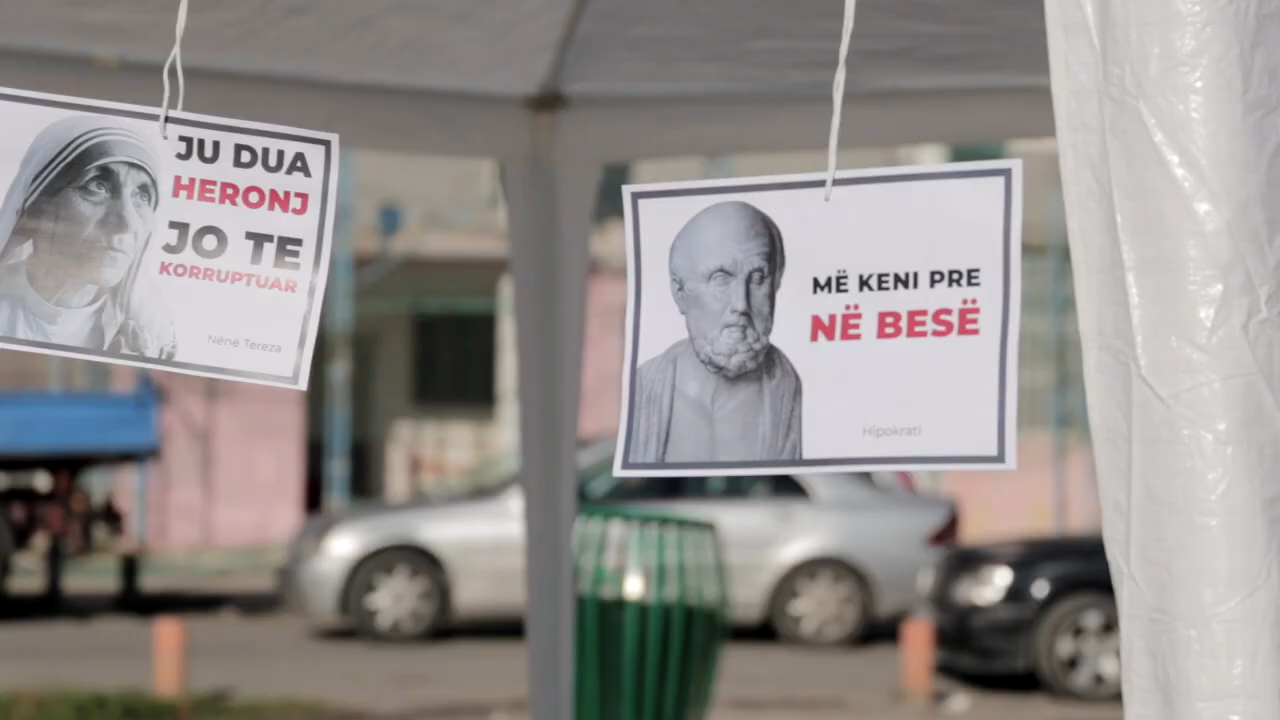 JU DUA
HERONJ
JO TE
KORRUPTUAR
Nënë Tereza
MË KENI PRE
NË BESË
Hipokrati